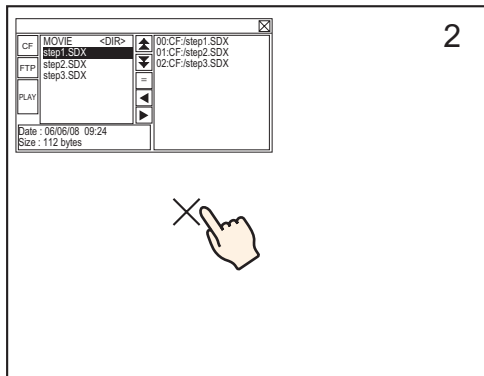 2
CF
FTP
PLAY
MOVIE <DIR>
step1.SDX
step2.SDX
step3.SDX
=
00:CF:/step1.SDX
01:CF:/step2.SDX
02:CF:/step3.SDX
Date : 06/06/08 09:24
Size : 112 bytes